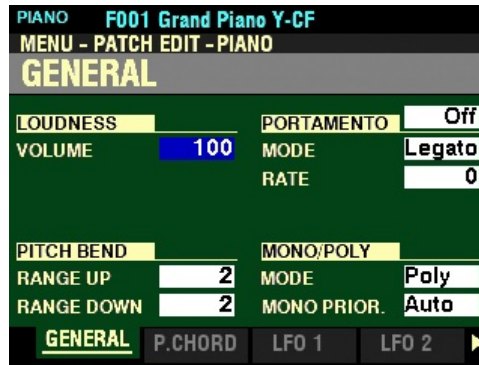 PIANO F001 Grand Piano Y-CF
MENU - PATCH EDIT - PIANO
GENERAL
LOUDNESS
VOLUME 100
PORTAMENTO Off
MODE Legato
RATE 0
PITCH BEND
RANGE UP 2
RANGE DOWN 2
MONO/POLY
MODE Poly
MONO PRIOR. Auto
GENERAL P.CHORD LFO 1 LFO 2